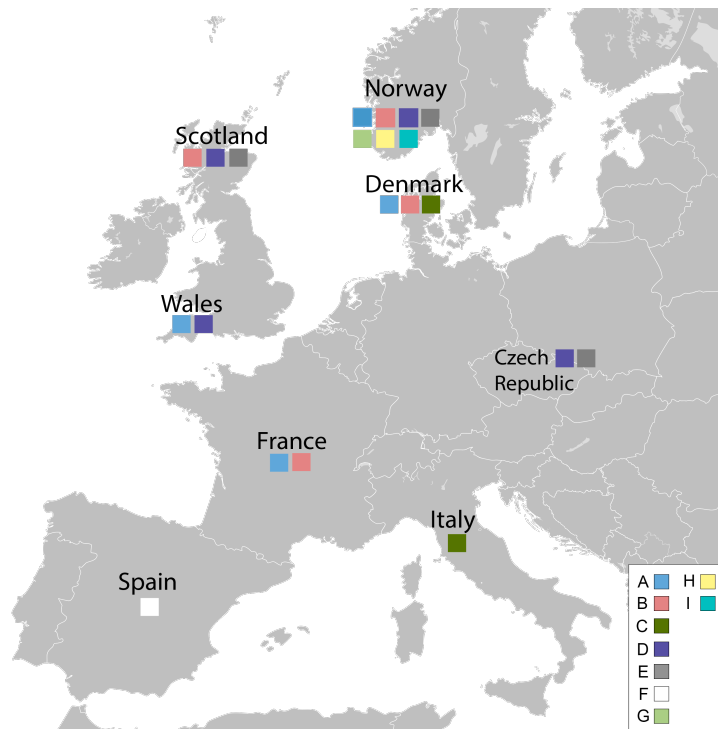 Norway
Scotland
Denmark
Wales
Czech
Republic
France
Italy
Spain
A H
B I
C
D
E
F
G